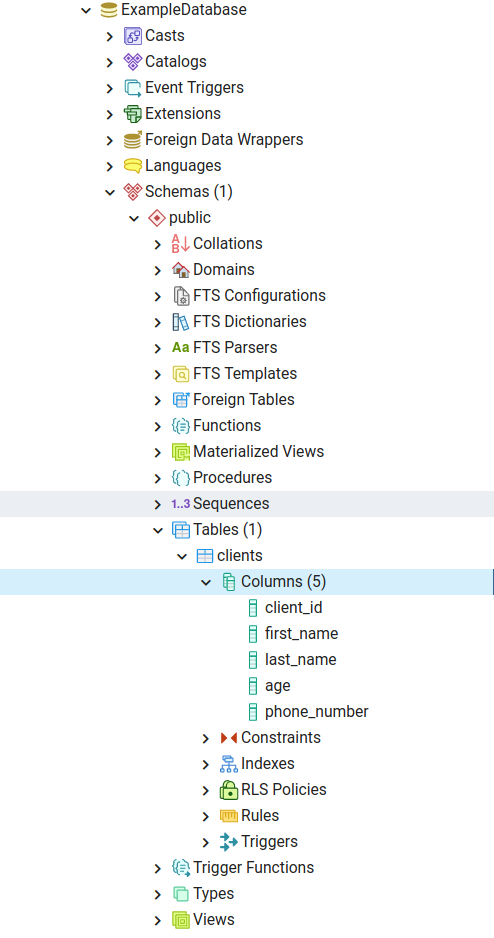 ExampleDatabase
Casts
Catalogs
Event Triggers
Extensions
Foreign Data Wrappers
Languages
Schemas (1)
public
Collations
Domains
FTS Configurations
FTS Dictionaries
Aa FTS Parsers
FTS Templates
Foreign Tables
Functions
Materialized Views
Procedures
1..3 Sequences
Tables (1)
clients
Columns (5)
client_id
first_name
last_name
age
phone_number
Constraints
Indexes
RLS Policies
Rules
Triggers
Trigger Functions
Types
Views